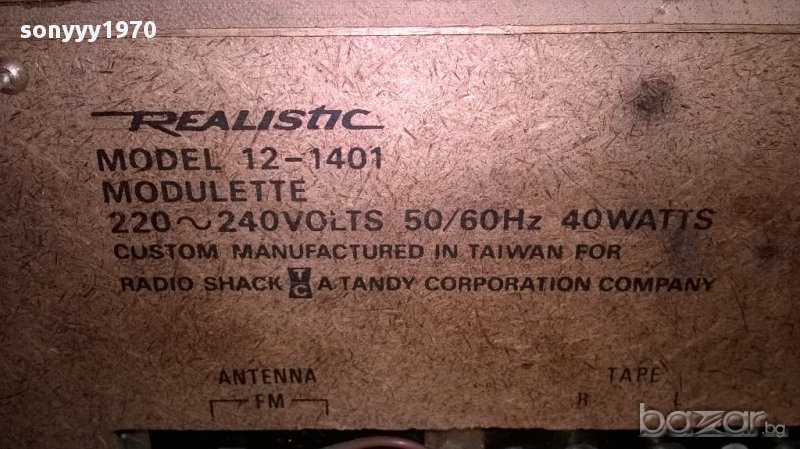 sonyyy1970
REALISTIC
MODEL 12-1401
MODULETTE
220~240VOLTS 50/60Hz 40WATTS
CUSTOM MANUFACTURED IN TAIWAN FOR
RADIO SHACK TC A TANDY CORPORATION COMPANY
ANTENNA
FM
TAPE
R L
bazar.bg